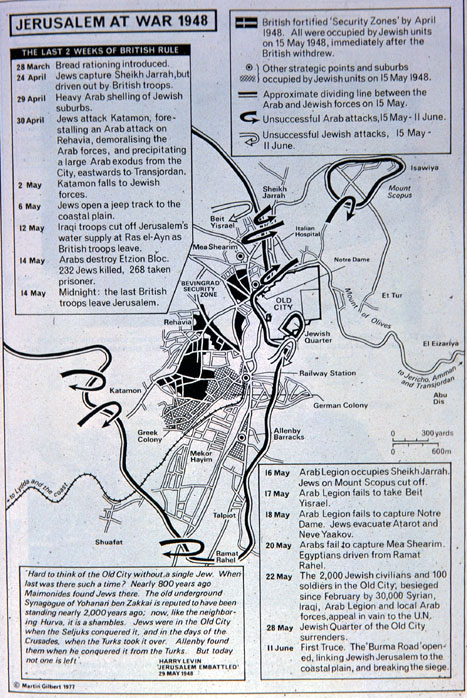 JERUSALEM AT WAR 1948
THE LAST 2 WEEKS OF BRITISH RULE
28 March Bread rationing introduced.
24 April Jews capture Sheikh Jarrah, but
driven out by British troops.
29 April Heavy Arab shelling of Jewish
suburbs.
30 April Jews attack Katamon, fore-
stalling an Arab attack on
Rehavia, demoralising the
Arab forces, and precipitating
a large Arab exodus from the
City, eastwards to Transjordan.
2 May Katamon falls to Jewish
forces.
6 May Jews open a jeep track to the
coastal plain.
12 May Iraqi troops cut off Jerusalem's
water supply at Ras el-Ayn as
British troops leave.
14 May Arabs destroy Etzion Bloc.
232 Jews killed, 268 taken
prisoner.
14 May Midnight: the last British
troops leave Jerusalem.
British fortified 'Security Zones' by April
1948. All were occupied by Jewish units
on 15 May 1948, immediately after the
British withdrew.
Other strategic points and suburbs
occupied by Jewish units on 15 May 1948.
Approximate dividing line between the
Arab and Jewish forces on 15 May.
Unsuccessful Arab attacks, 15 May - 11 June.
Unsuccessful Jewish attacks, 15 May -
11 June.
Isawiya
Sheikh
Jarrah
Mount
Scopus
Beit
Yisrael
Italian
Hospital
Mea Shearim
Notre Dame
BEVINGRAD
SECURITY
ZONE
OLD
CITY
Et Tur
Mount of Olives
Rehavia
Jewish
Quarter
El Eizariya
to Jericho, Amman
and Transjordan
Railway Station
Abu
Dis
Katamon
German Colony
Greek
Colony
Allenby
Barracks
0 300 yards
0 600m
Mekor
Hayim
to Lydda and the coast
Talpiot
Shuafat
Ramat
Rahel
16 May Arab Legion occupies Sheikh Jarrah.
Jews on Mount Scopus cut off.
17 May Arab Legion fails to take Beit
Yisrael.
18 May Arab Legion fails to capture Notre
Dame. Jews evacuate Atarot and
Neve Yaakov.
20 May Arabs fail to capture Mea Shearim.
Egyptians driven from Ramat
Rahel.
22 May The 2,000 Jewish civilians and 100
soldiers in the Old City, besieged
since February by 30,000 Syrian,
Iraqi, Arab Legion and local Arab
forces, appeal in vain to the U.N.
28 May Jewish Quarter of the Old City
surrenders.
11 June First Truce. The 'Burma Road' open-
ed, linking Jewish Jerusalem to the
coastal plain, and breaking the siege.
'Hard to think of the Old City without a single Jew. When
last was there such a time? Nearly 800 years ago
Maimonides found Jews there. The old underground
Synagogue of Yohanan ben Zakkai is reputed to have been
standing nearly 2,000 years ago; now, like the neighbor-
ing Hurva, it is a shambles. Jews were in the Old City
when the Seljuks conquered it, and in the days of the
Crusades, when the Turks took it over. Allenby found
them when he conquered it from the Turks. But today
not one is left'.
HARRY LEVIN
'JERUSALEM EMBATTLED'
29 MAY 1948
© Martin Gilbert 1977